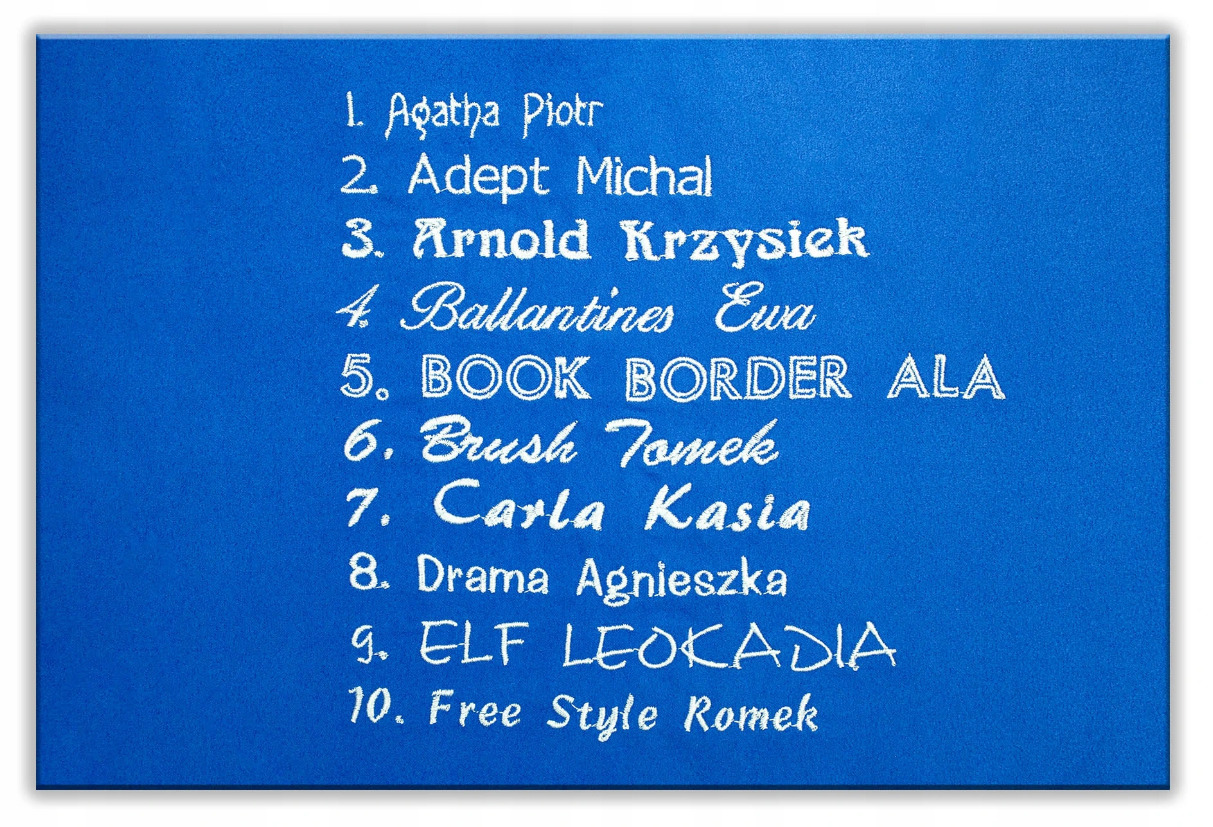 1. Agatha Piotr
2. Adept Michal
3. Arnold Krzysiek
4. Ballantines Ewa
5. BOOK BORDER ALA
6. Brush Tomek
7. Carla Kasia
8. Drama Agnieszka
9. ELF LEOKADIA
10. Free Style Romek